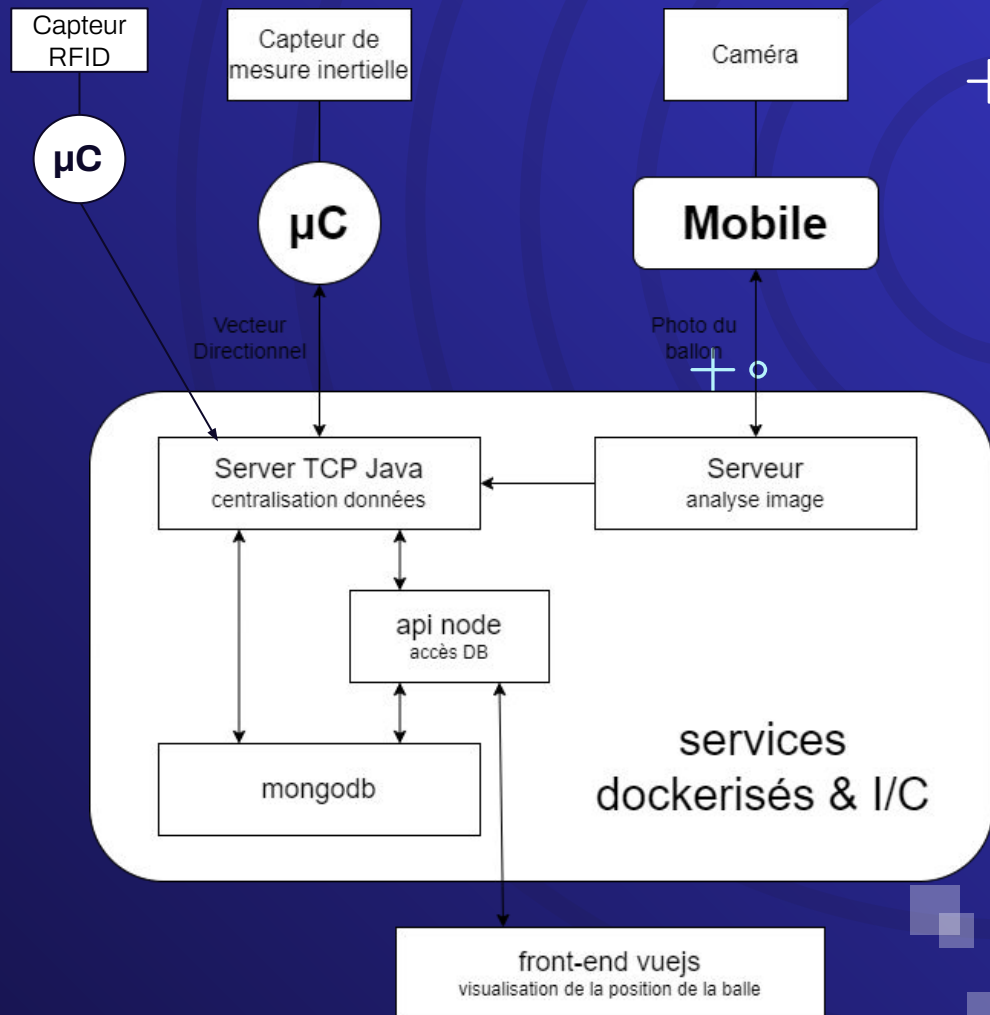 Capteur
RFID
Capteur de
mesure inertielle
Caméra
µC
µC
Mobile
Vecteur
Directionnel
Photo du
ballon
Server TCP Java
centralisation données
Serveur
analyse image
api node
accès DB
services
dockerisés & I/C
mongodb
front-end vuejs
visualisation de la position de la balle